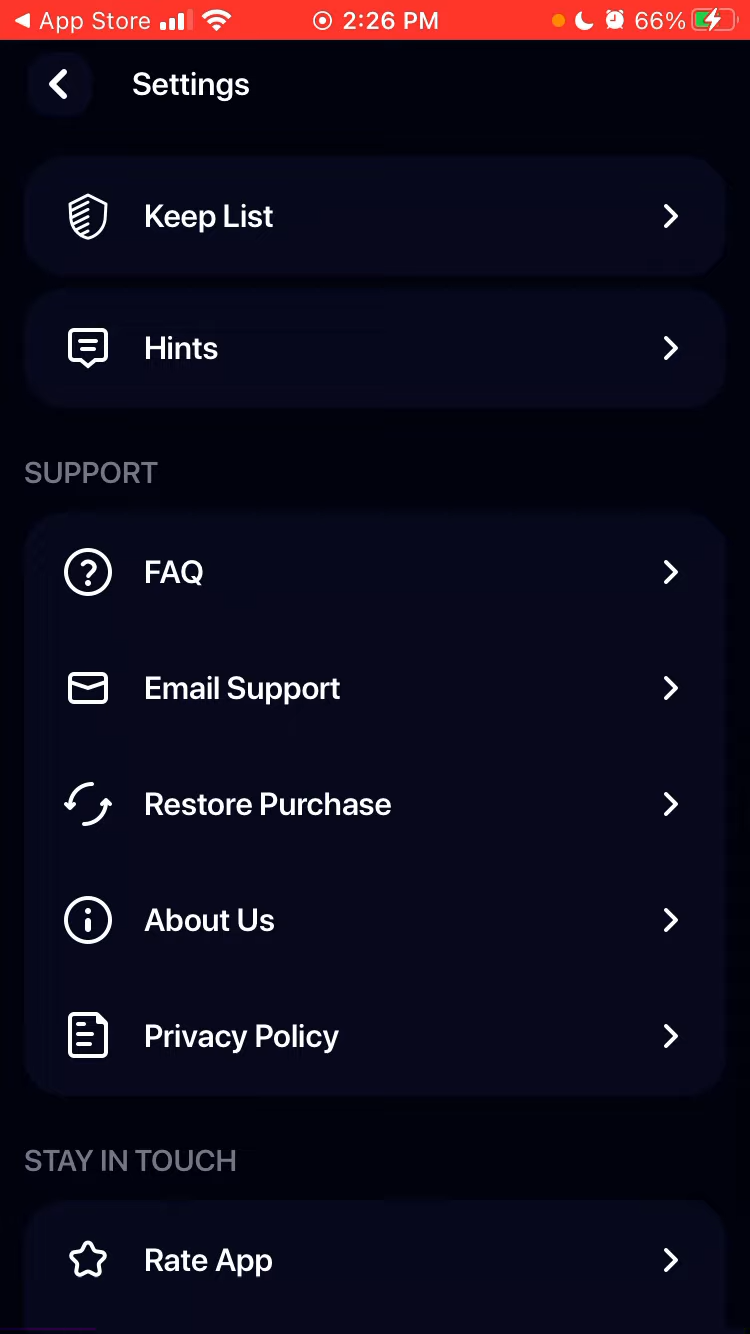 App Store 2:26 PM 66%
Settings
Keep List
Hints
SUPPORT
FAQ
Email Support
Restore Purchase
About Us
Privacy Policy
STAY IN TOUCH
Rate App